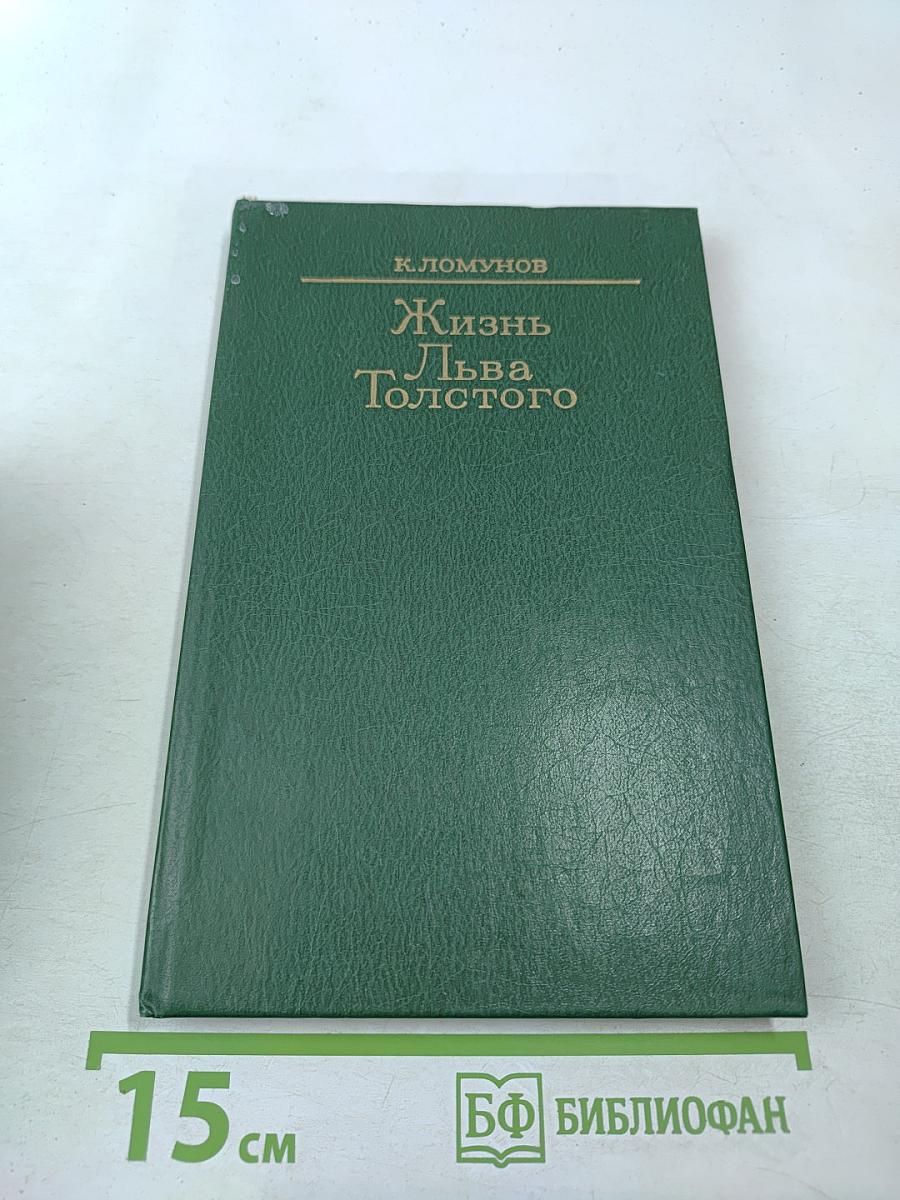 К. ЛОМУНОВ
Жизнь
Льва
Толстого
15 см
БФ БИБЛИОФАН